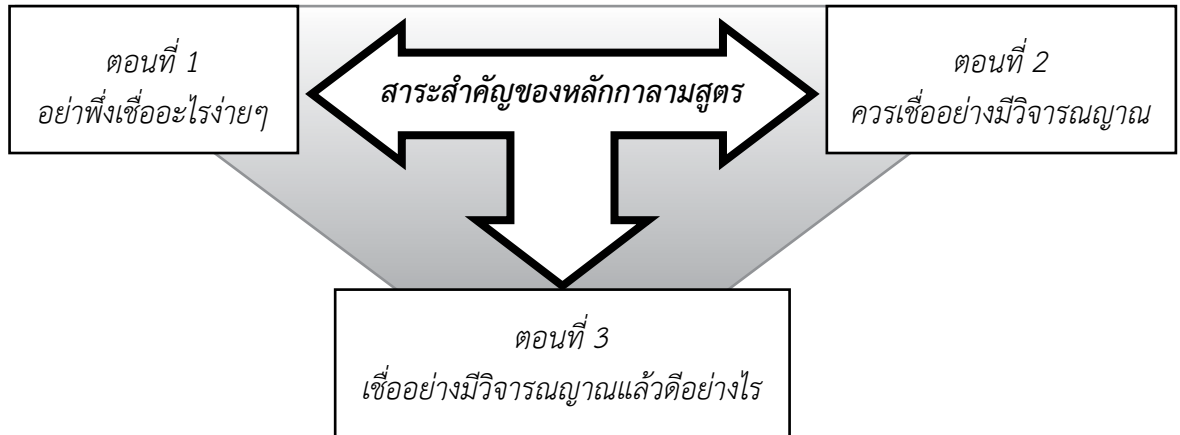 ตอนที่ 1
อย่าพึ่งเชื่ออะไรง่ายๆ
สาระสำคัญของหลักกาลามสูตร
ตอนที่ 2
ควรเชื่ออย่างมีวิจารณญาณ
ตอนที่ 3
เชื่ออย่างมีวิจารณญาณแล้วดีอย่างไร